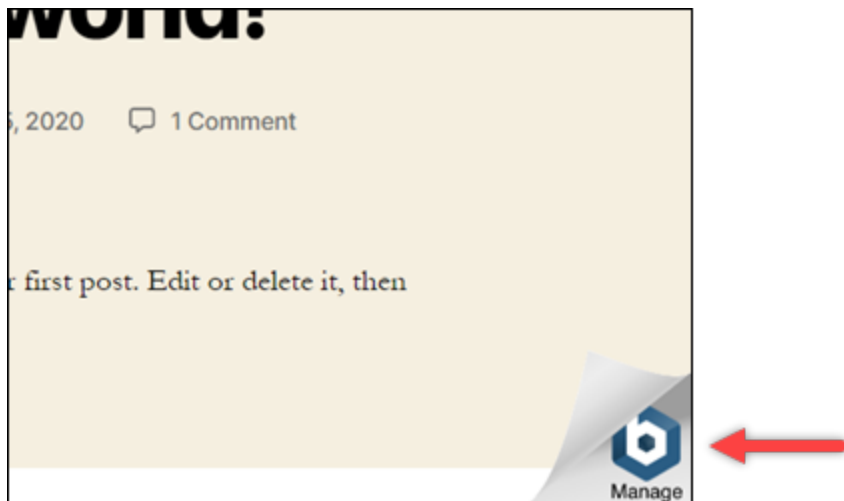 world!
, 2020
1 Comment
first post. Edit or delete it, then
b
Manage